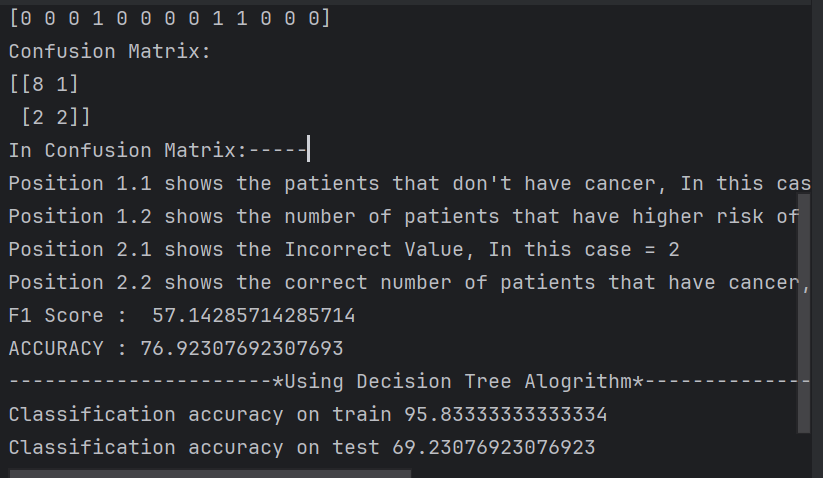 [0 0 0 1 0 0 0 0 1 1 0 0 0]
Confusion Matrix:
[[8 1]
 [2 2]]
In Confusion Matrix:-----
Position 1.1 shows the patients that don't have cancer, In this cas
Position 1.2 shows the number of patients that have higher risk of
Position 2.1 shows the Incorrect Value, In this case = 2
Position 2.2 shows the correct number of patients that have cancer,
F1 Score :  57.14285714285714
ACCURACY : 76.92307692307693
----------------------*Using Decision Tree Alogrithm*--------------
Classification accuracy on train 95.83333333333334
Classification accuracy on test 69.23076923076923